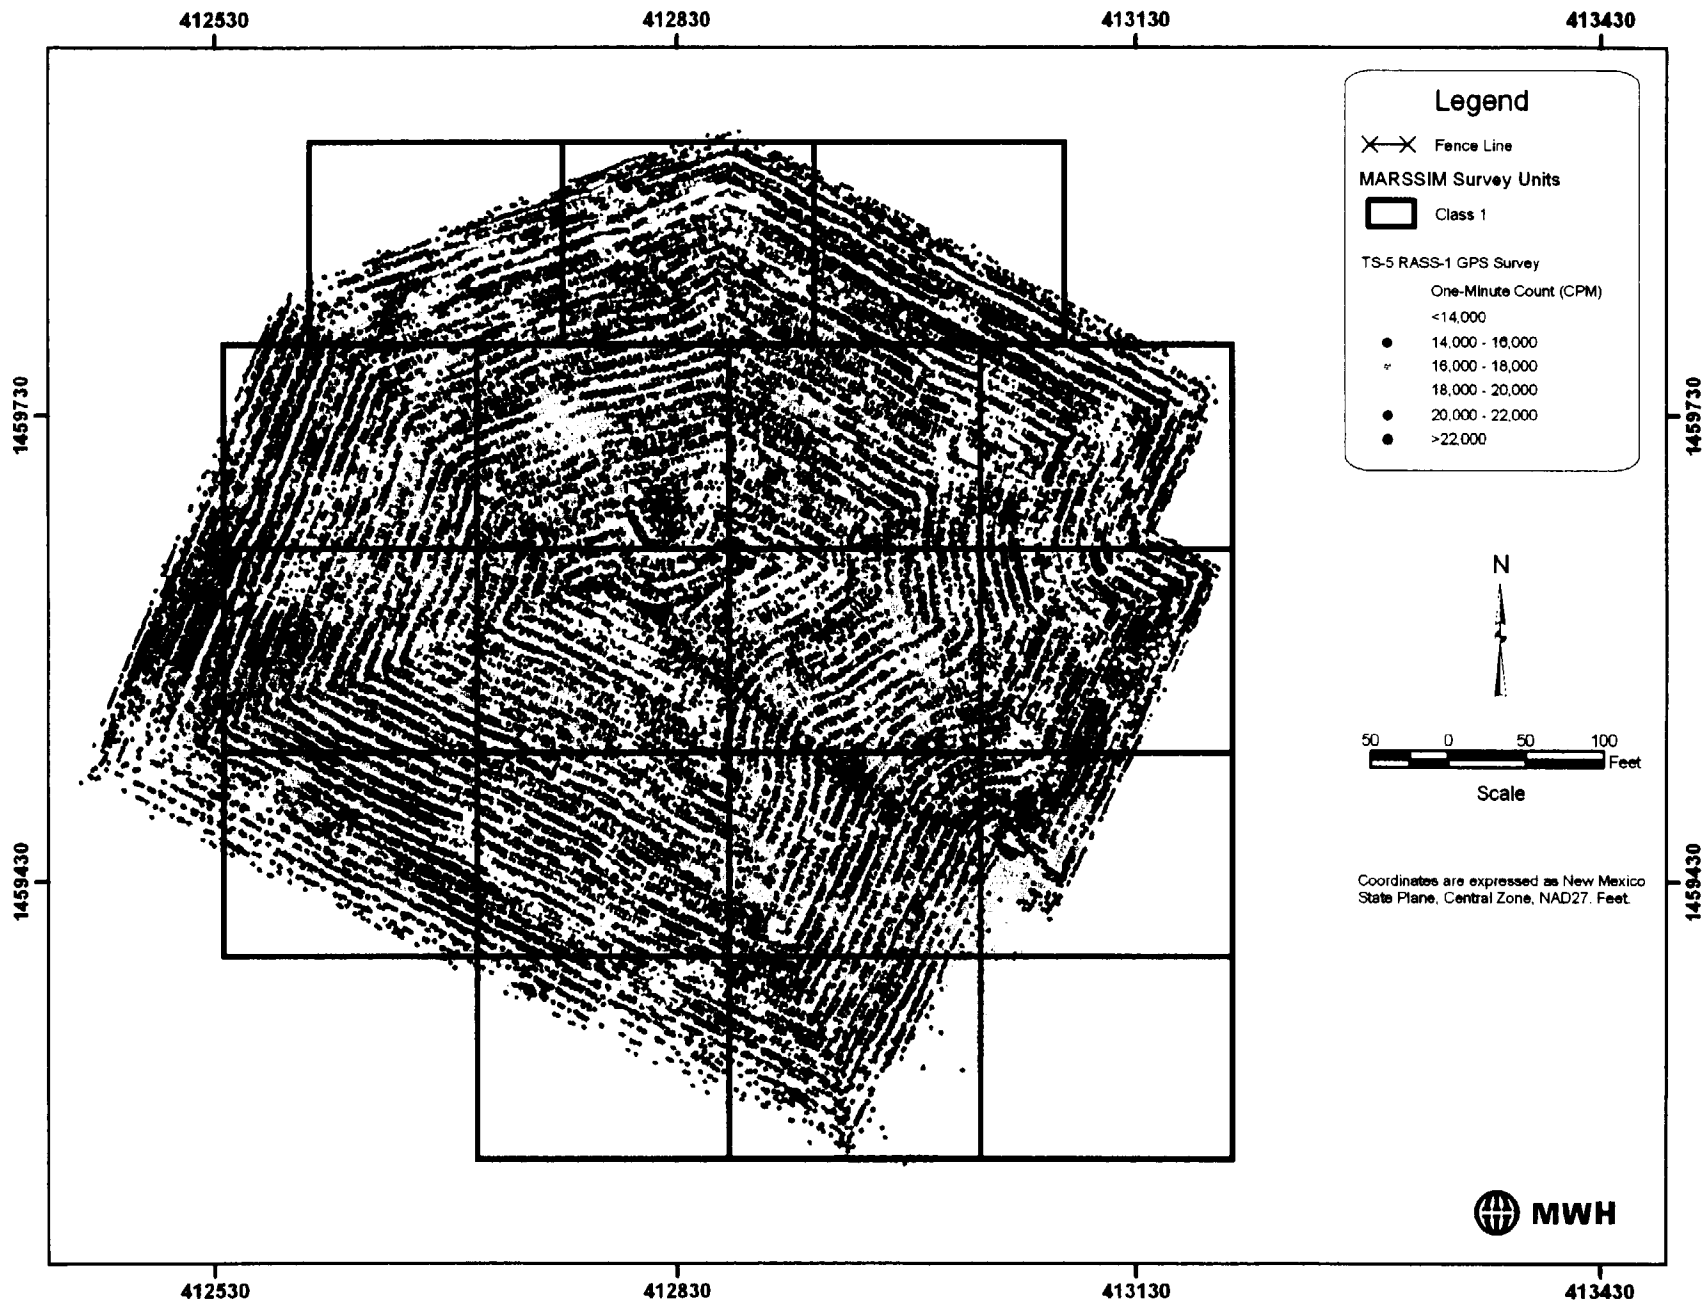 412530 412830 413130 413430
Legend
Fence Line
MARSSIM Survey Units
Class 1
TS-5 RASS-1 GPS Survey
One-Minute Count (CPM)
<14,000
14,000 - 16,000
16,000 - 18,000
18,000 - 20,000
20,000 - 22,000
>22,000
1459730
1459730
N
50 0 50 100
Feet
Scale
1459430
1459430
Coordinates are expressed as New Mexico
State Plane, Central Zone, NAD27. Feet.
MWH
412530 412830 413130 413430